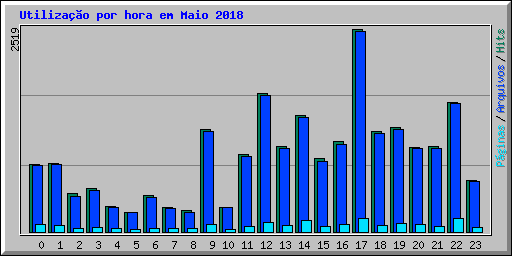 Utilização por hora em Maio 2018
2519
Páginas / Arquivos / Hits
0 1 2 3 4 5 6 7 8 9 10 11 12 13 14 15 16 17 18 19 20 21 22 23